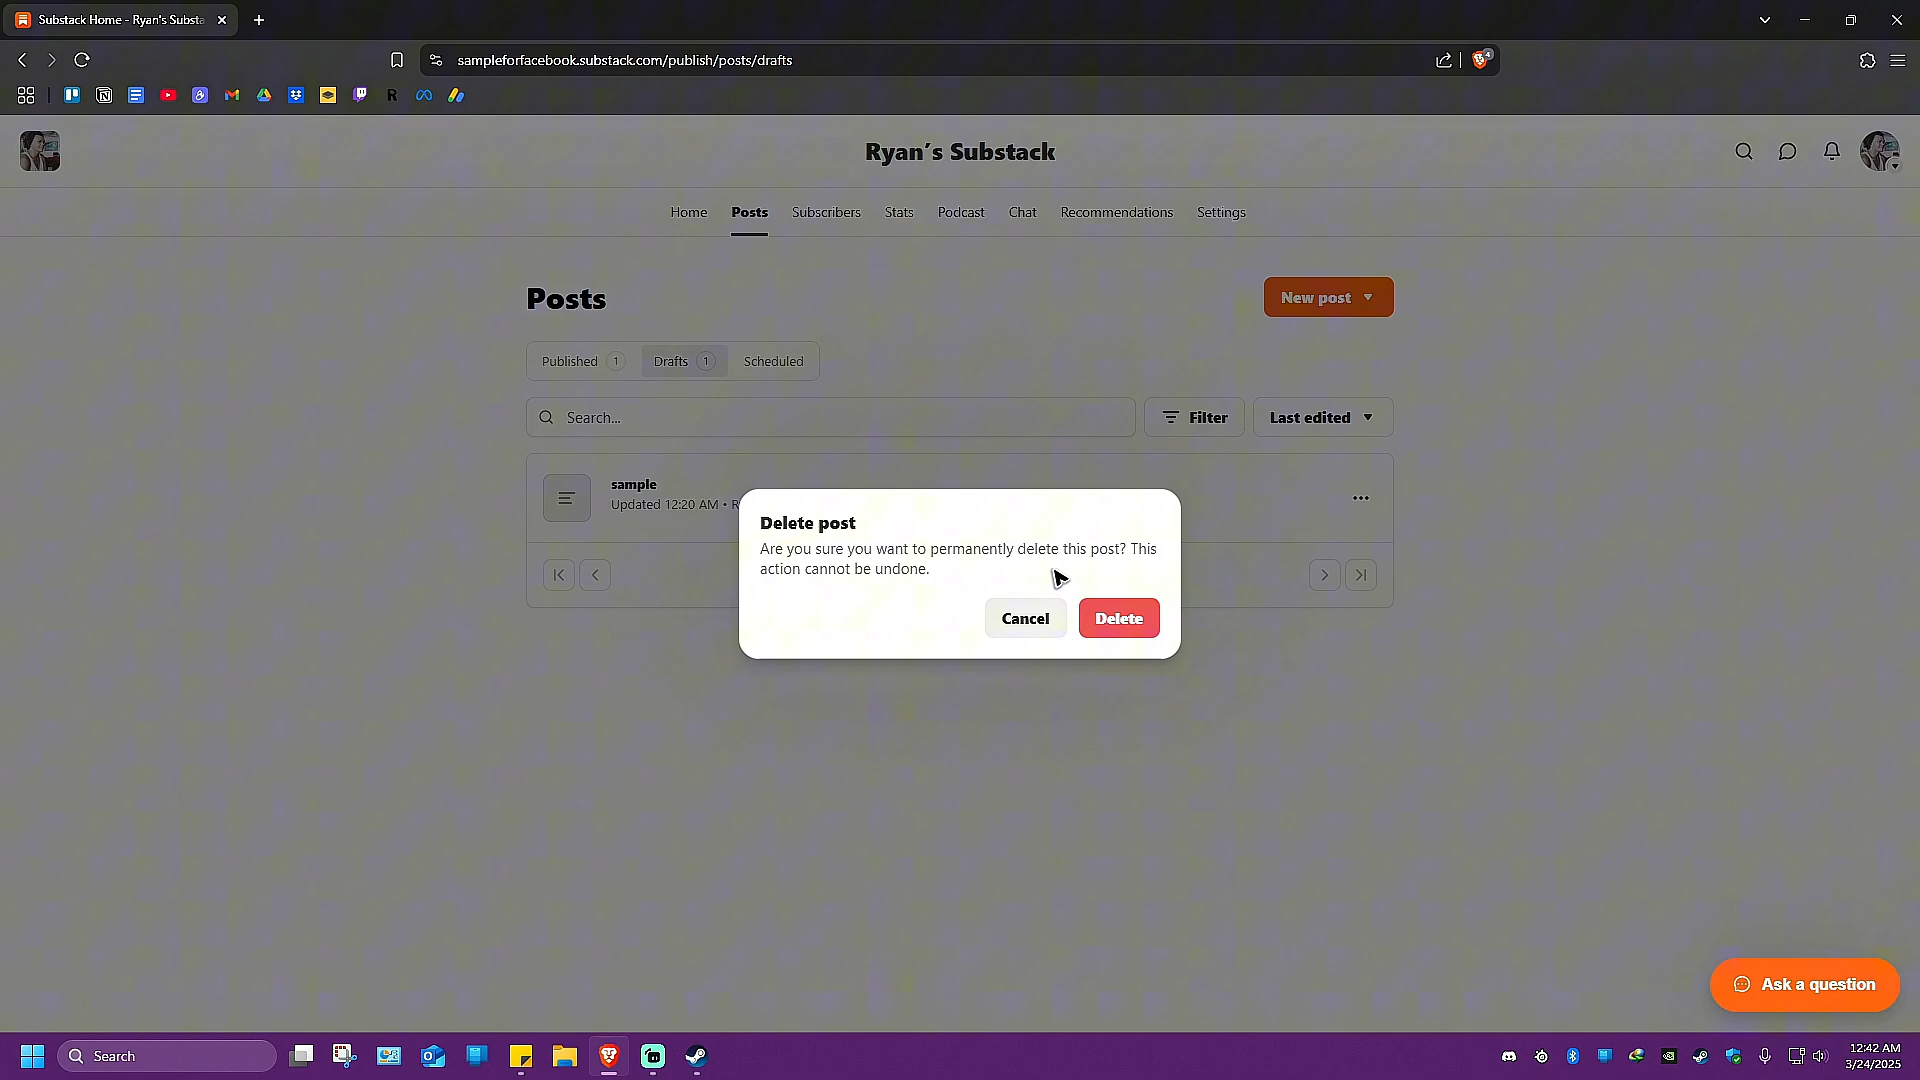 Substack Home - Ryan's Substa
sampleforfacebook.substack.com/publish/posts/drafts
4
Ryan's Substack
Home Posts Subscribers Stats Podcast Chat Recommendations Settings
Posts
New post
Published 1 Drafts 1 Scheduled
Search...
Filter
Last edited
sample
Updated 12:20 AM • R
Delete post
Are you sure you want to permanently delete this post? This
action cannot be undone.
Cancel
Delete
Ask a question
Search
12:42 AM
3/24/2025